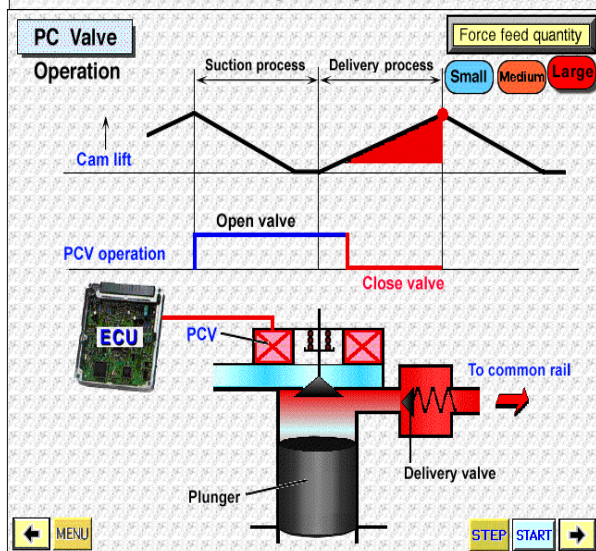 PC Valve
Operation
Force feed quantity
Small
Medium
Large
Suction process
Delivery process
Cam lift
Open valve
PCV operation
Close valve
ECU
PCV
To common rail
Delivery valve
Plunger
MENU
STEP
START